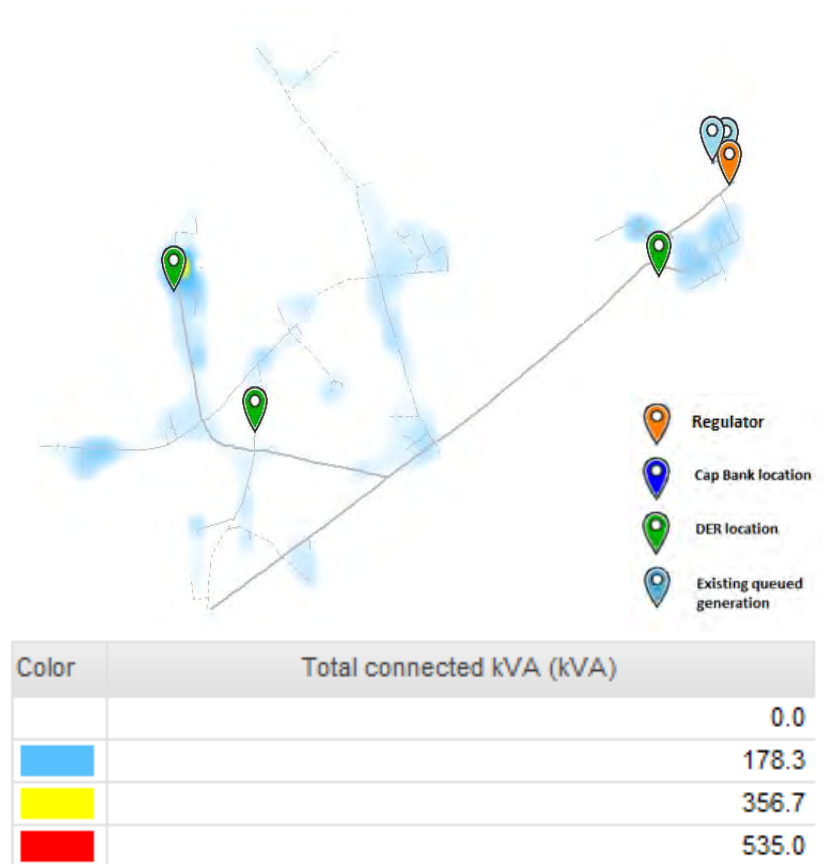 Regulator
Cap Bank location
DER location
Existing queued
generation
Color Total connected kVA (kVA)
0.0
178.3
356.7
535.0